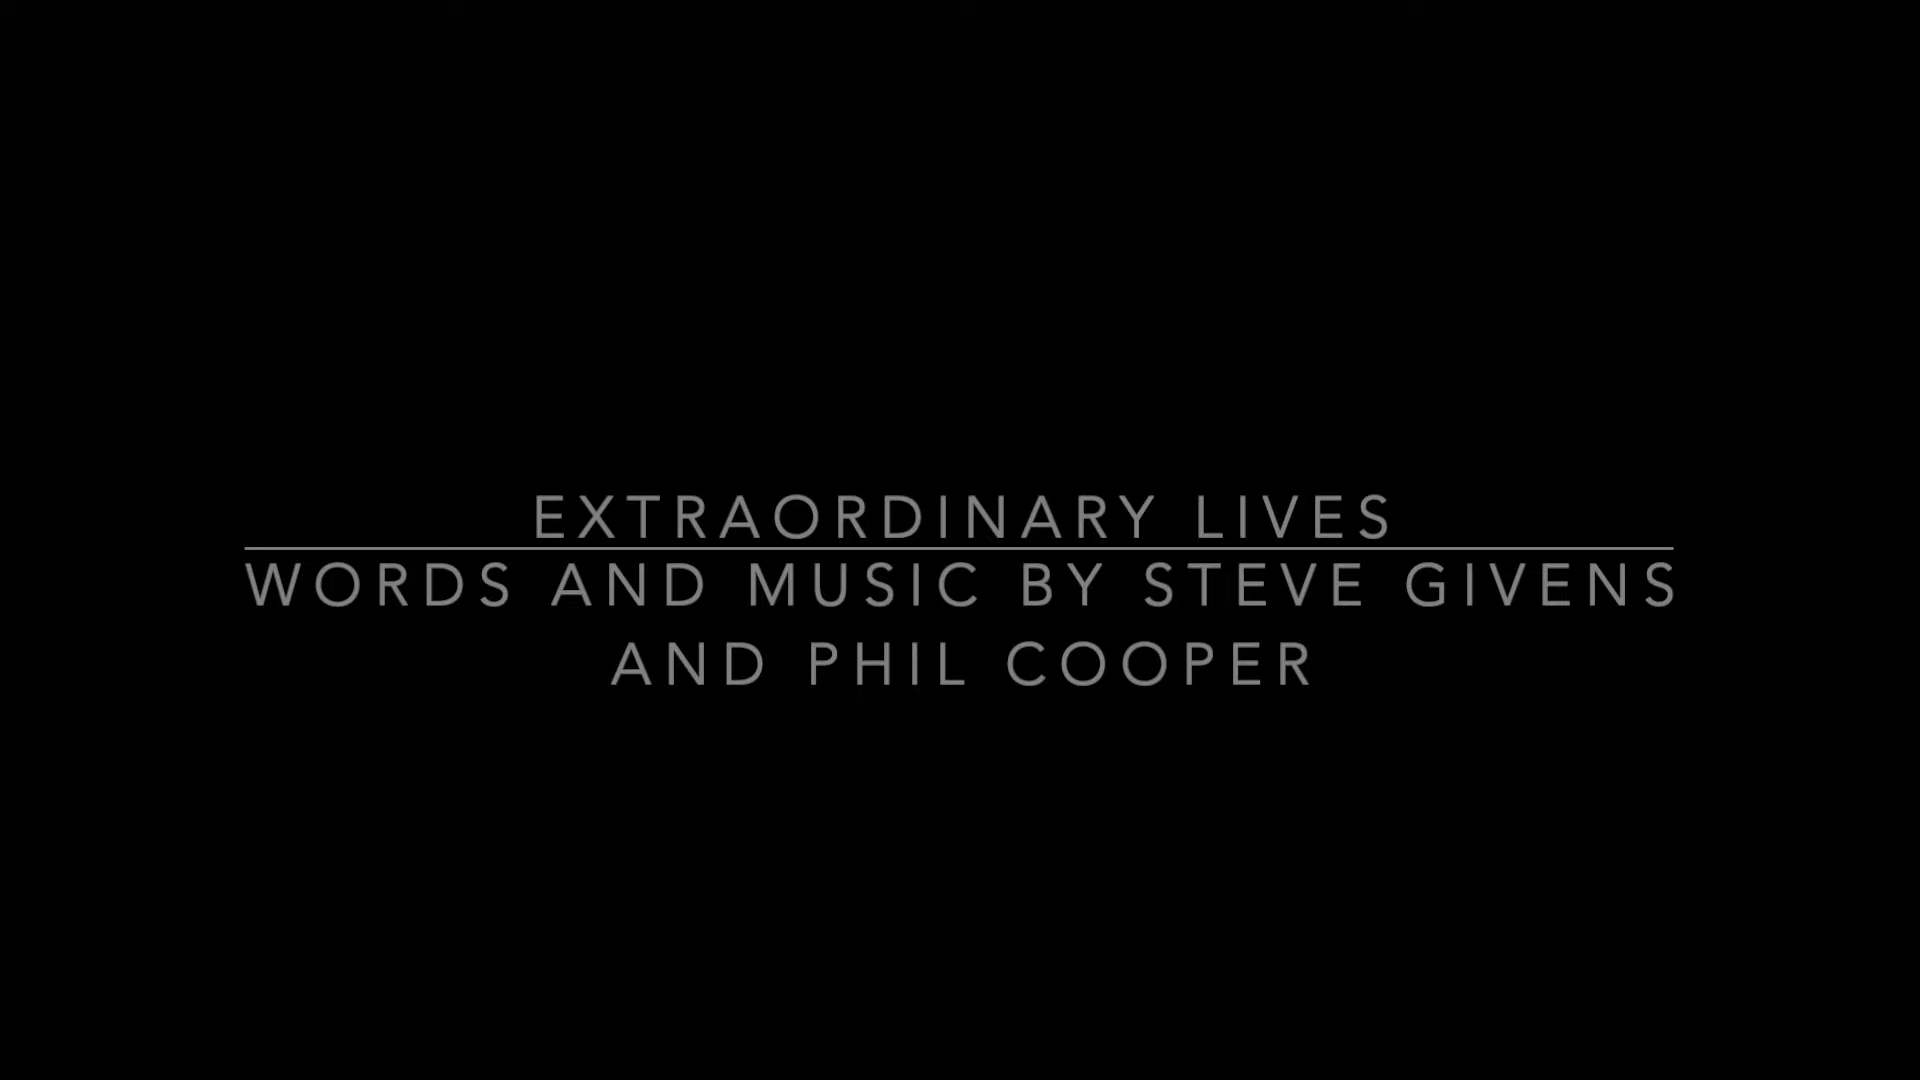 EXTRAORDINARY LIVES
WORDS AND MUSIC BY STEVE GIVENS
AND PHIL COOPER